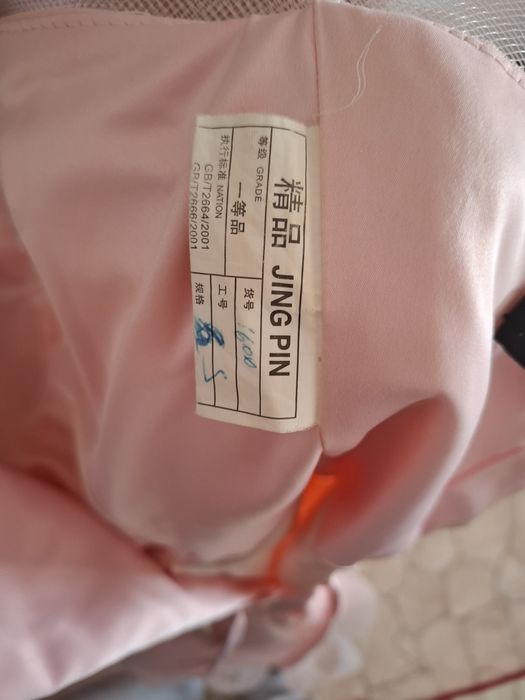 精品 JING PIN
等级 GRADE
一等品
执行标准 NATION
GB/T2664/2001
GB/T2666/2001
货号
1600
工号
规格
S